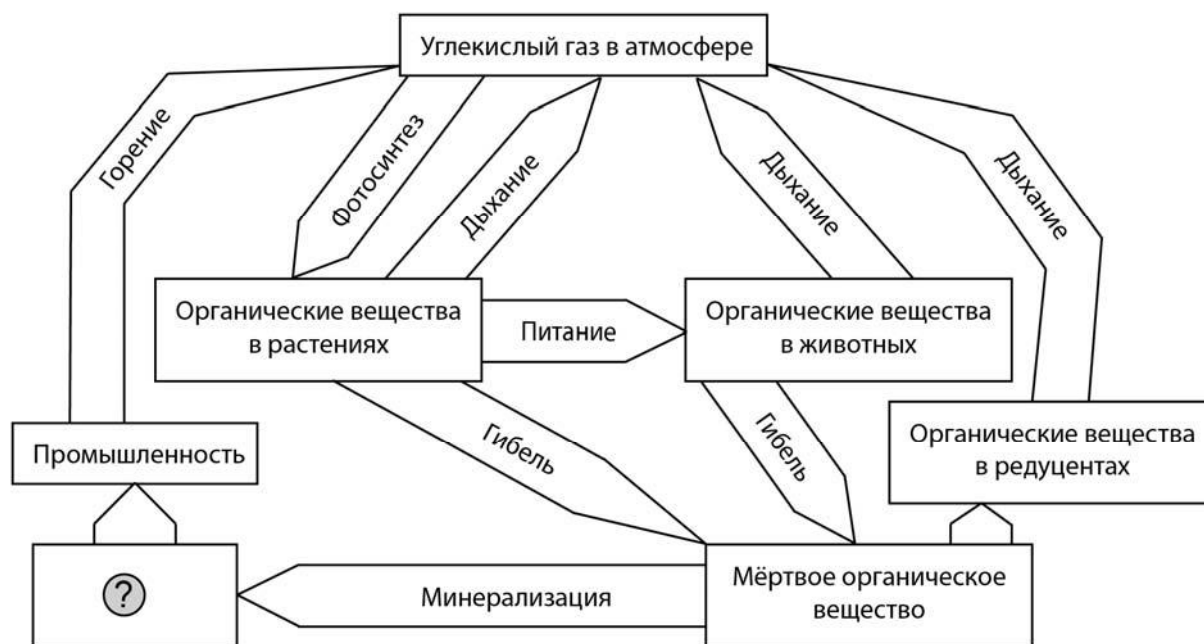 Углекислый газ в атмосфере
Горение
Фотосинтез
Дыхание
Дыхание
Дыхание
Органические вещества
в растениях
Питание
Органические вещества
в животных
Гибель
Гибель
Промышленность
Органические вещества
в редуцентах
?
Минерализация
Мёртвое органическое
вещество